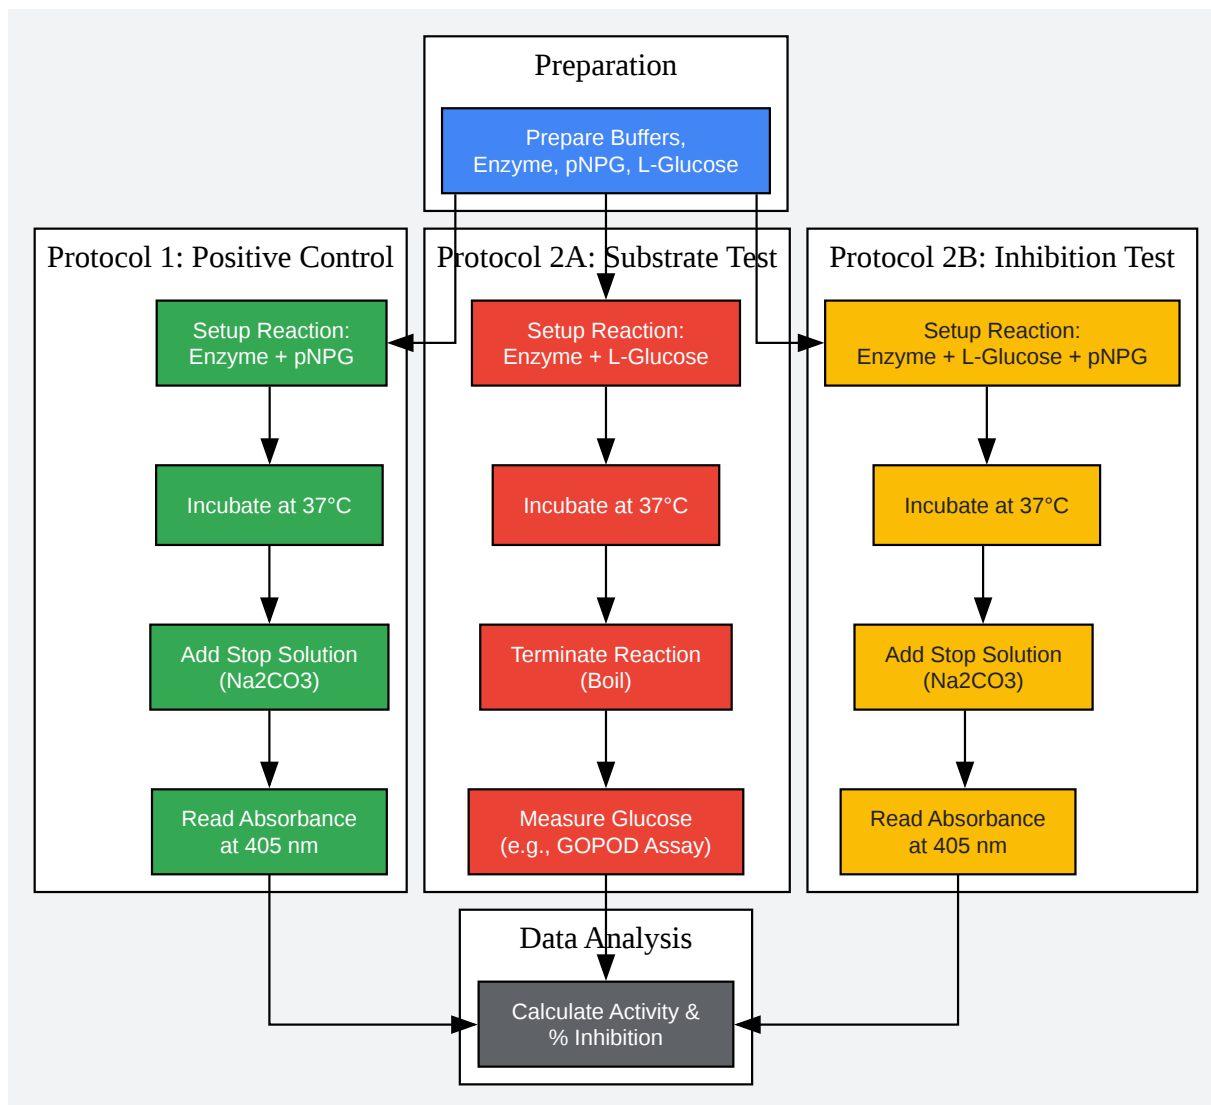 Preparation
Prepare Buffers,
Enzyme, pNPG, L-Glucose
Protocol 1: Positive Control
Setup Reaction:
Enzyme + pNPG
Incubate at 37°C
Add Stop Solution
(Na2CO3)
Read Absorbance
at 405 nm
Protocol 2A: Substrate Test
Setup Reaction:
Enzyme + L-Glucose
Incubate at 37°C
Terminate Reaction
(Boil)
Measure Glucose
(e.g., GOPOD Assay)
Protocol 2B: Inhibition Test
Setup Reaction:
Enzyme + L-Glucose + pNPG
Incubate at 37°C
Add Stop Solution
(Na2CO3)
Read Absorbance
at 405 nm
Data Analysis
Calculate Activity &
% Inhibition